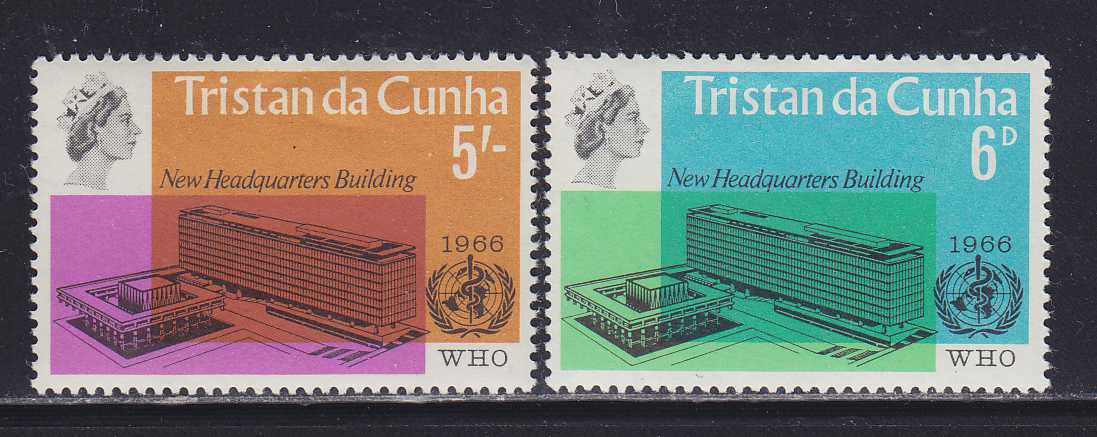 Tristan da Cunha
5/-
New Headquarters Building
1966
WHO
Tristan da Cunha
6D
New Headquarters Building
1966
WHO